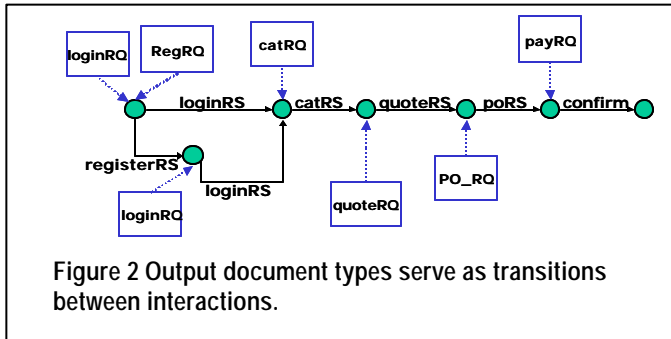 loginRQ
RegRQ
catRQ
payRQ
loginRS
catRS
quoteRS
poRS
confirm
registerRS
loginRS
loginRQ
quoteRQ
PO_RQ
Figure 2 Output document types serve as transitions
between interactions.